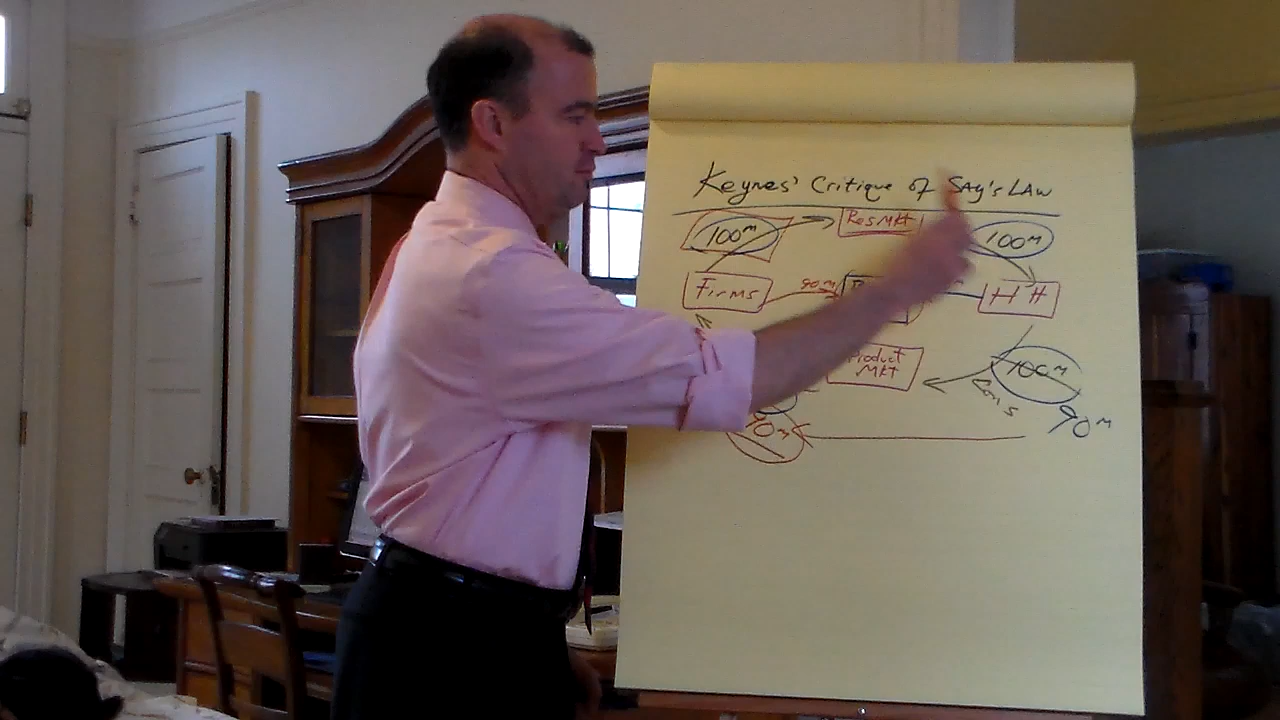 Keynes' Critique of SAy's LAW
100M
Res MKt
100M
Firms
90M
HH
Product
MKT
100M
Cons
90M
90M